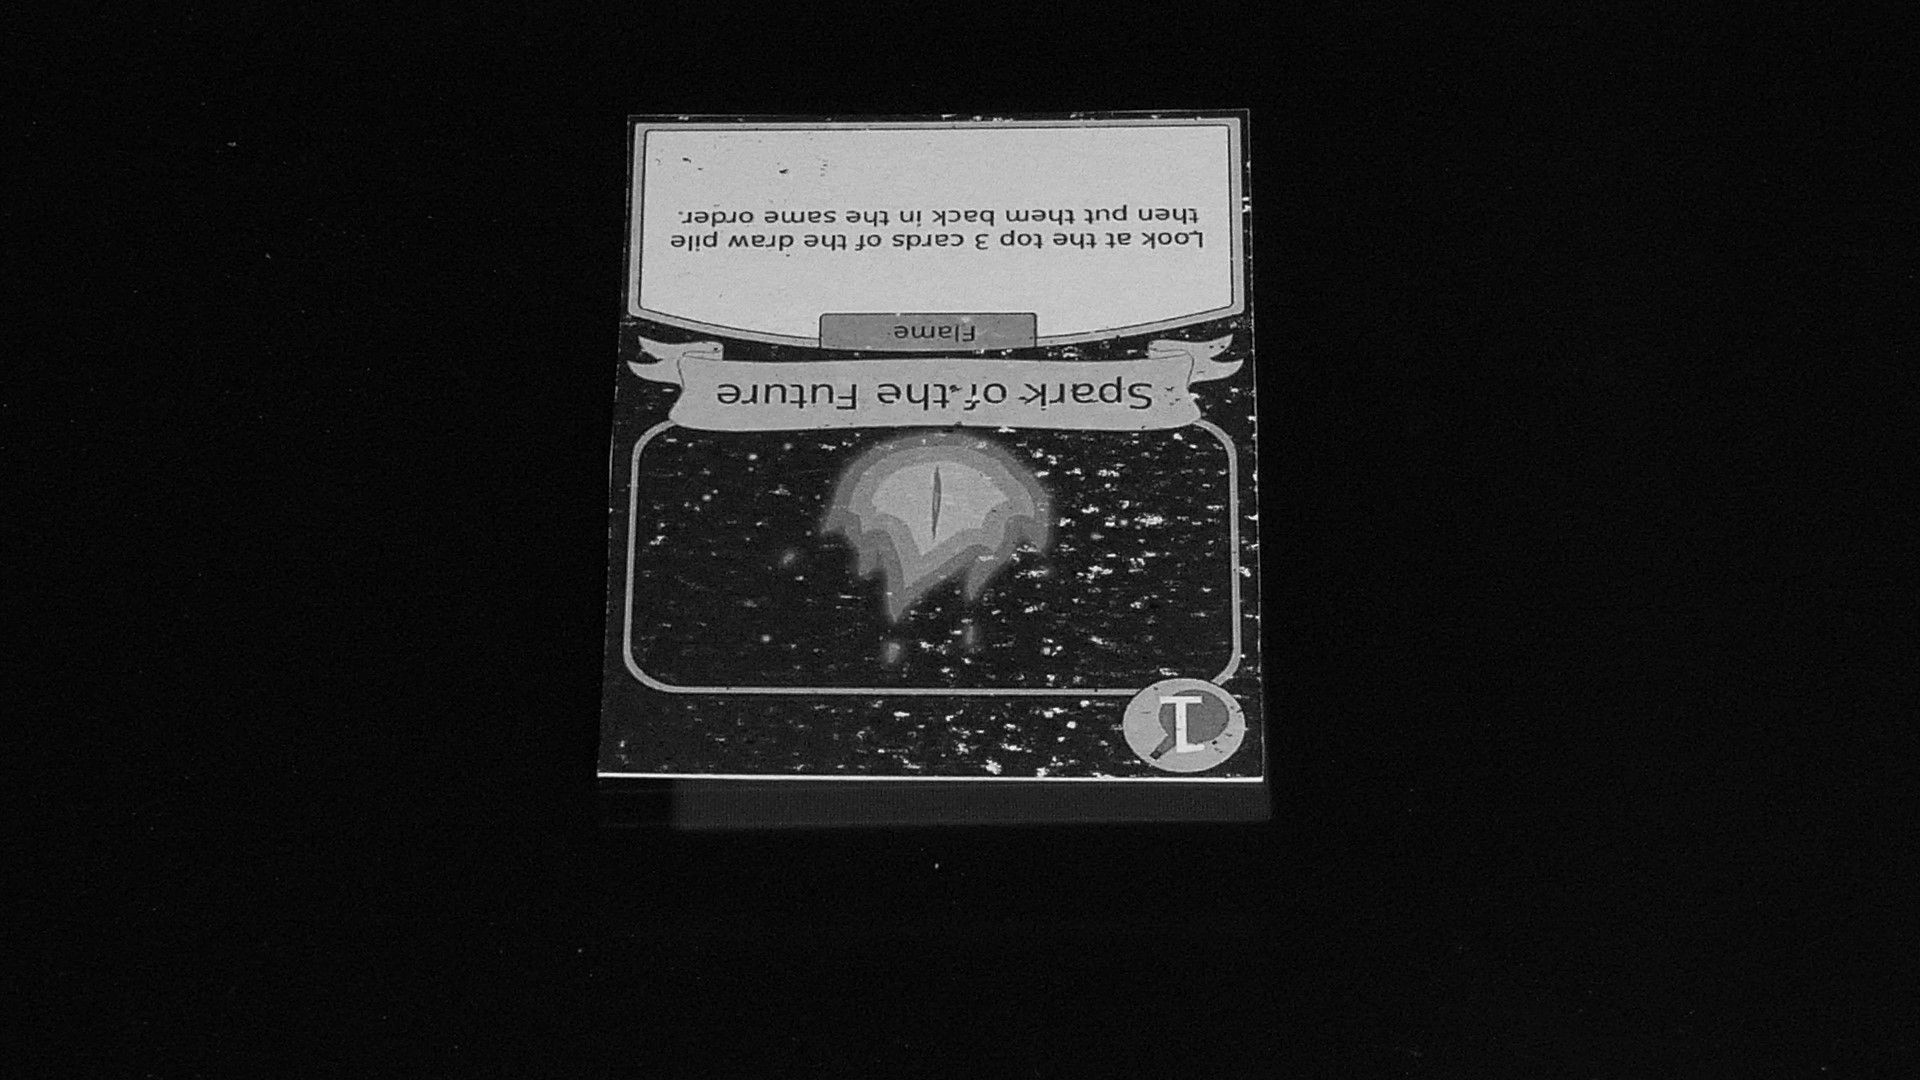 1
Spark of the Future
Flame
Look at the top 3 cards of the draw pile
then put them back in the same order.